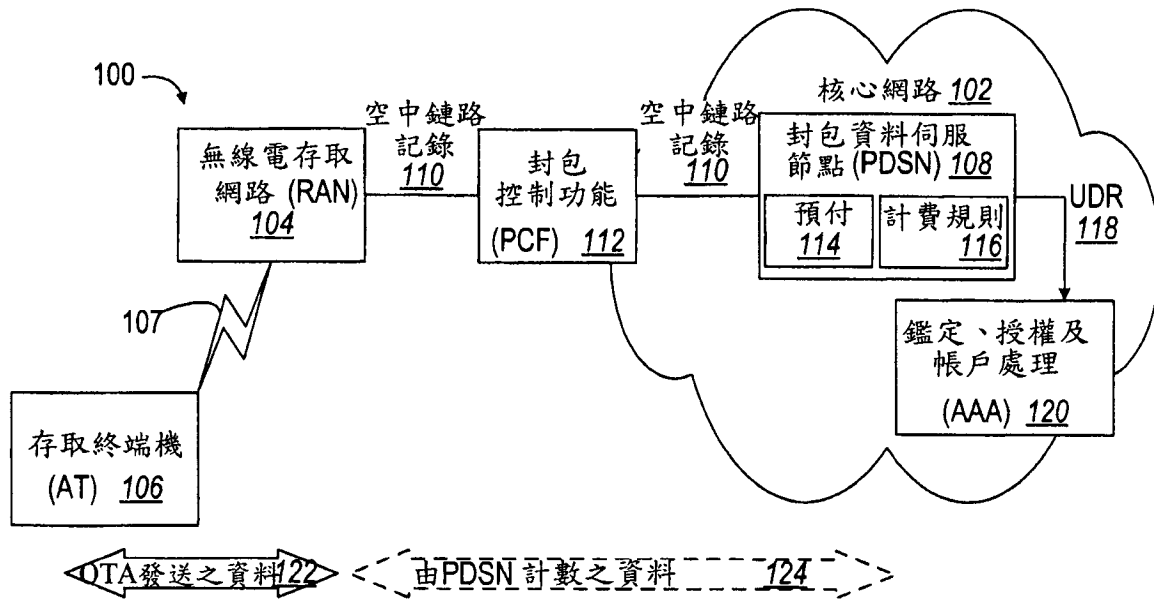 100
核心網路 102
空中鏈路
記錄
110
空中鏈路
記錄
110
無線電存取
網路 (RAN)
104
封包
控制功能
(PCF) 112
封包資料伺服
節點 (PDSN) 108
預付
114
計費規則
116
UDR
118
107
鑑定、授權及
帳戶處理
(AAA) 120
存取終端機
(AT) 106
OTA發送之資料 122
由PDSN計數之資料 124